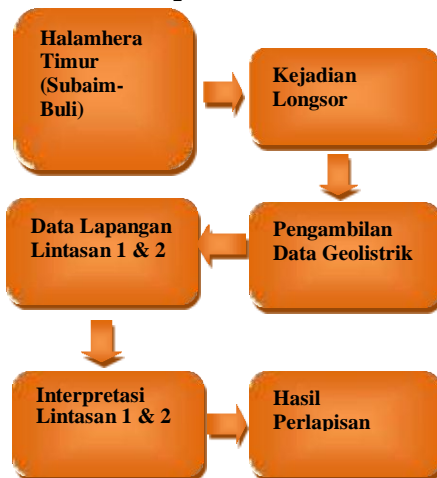 Halamhera
Timur
(Subaim-
Buli)
Kejadian
Longsor
Pengambilan
Data Geolistrik
Data Lapangan
Lintasan 1 & 2
Interpretasi
Lintasan 1 & 2
Hasil
Perlapisan